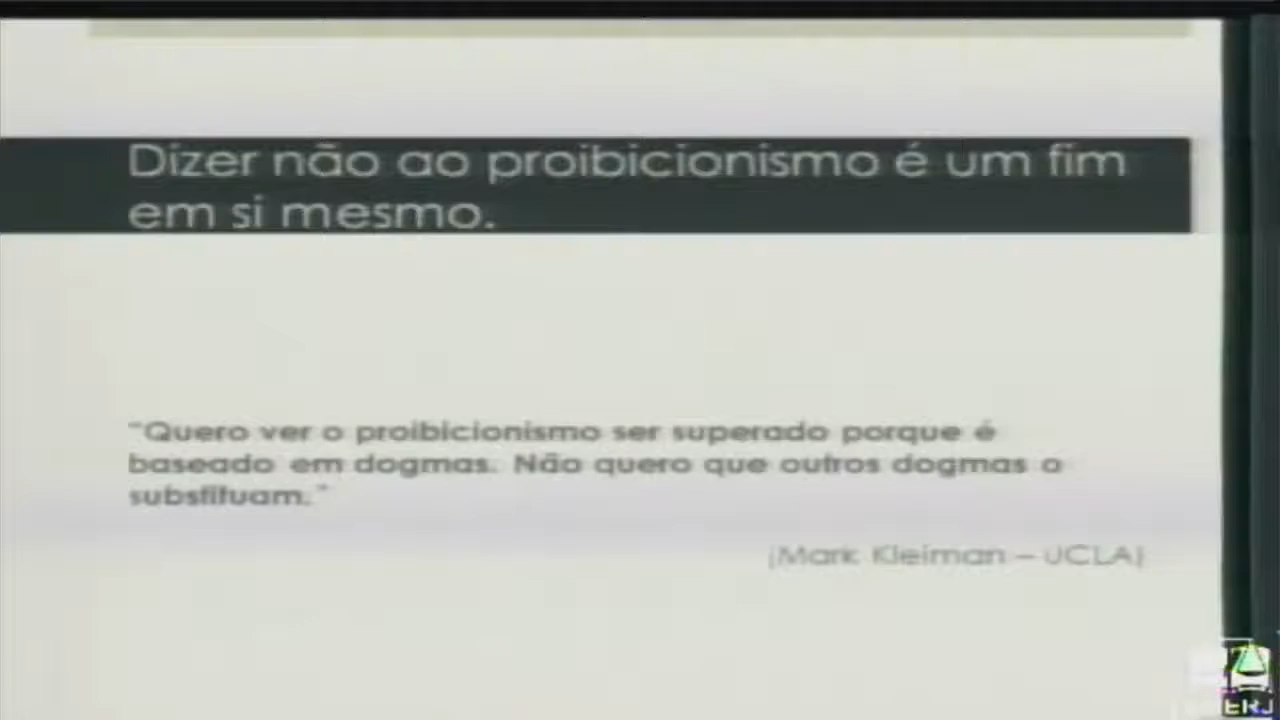 Dizer não ao proibicionismo é um fim
em si mesmo.
"Quero ver o proibicionismo ser superado porque é
baseado em dogmas. Não quero que outros dogmas o
substituam."
(Mark Kleiman – UCLA)